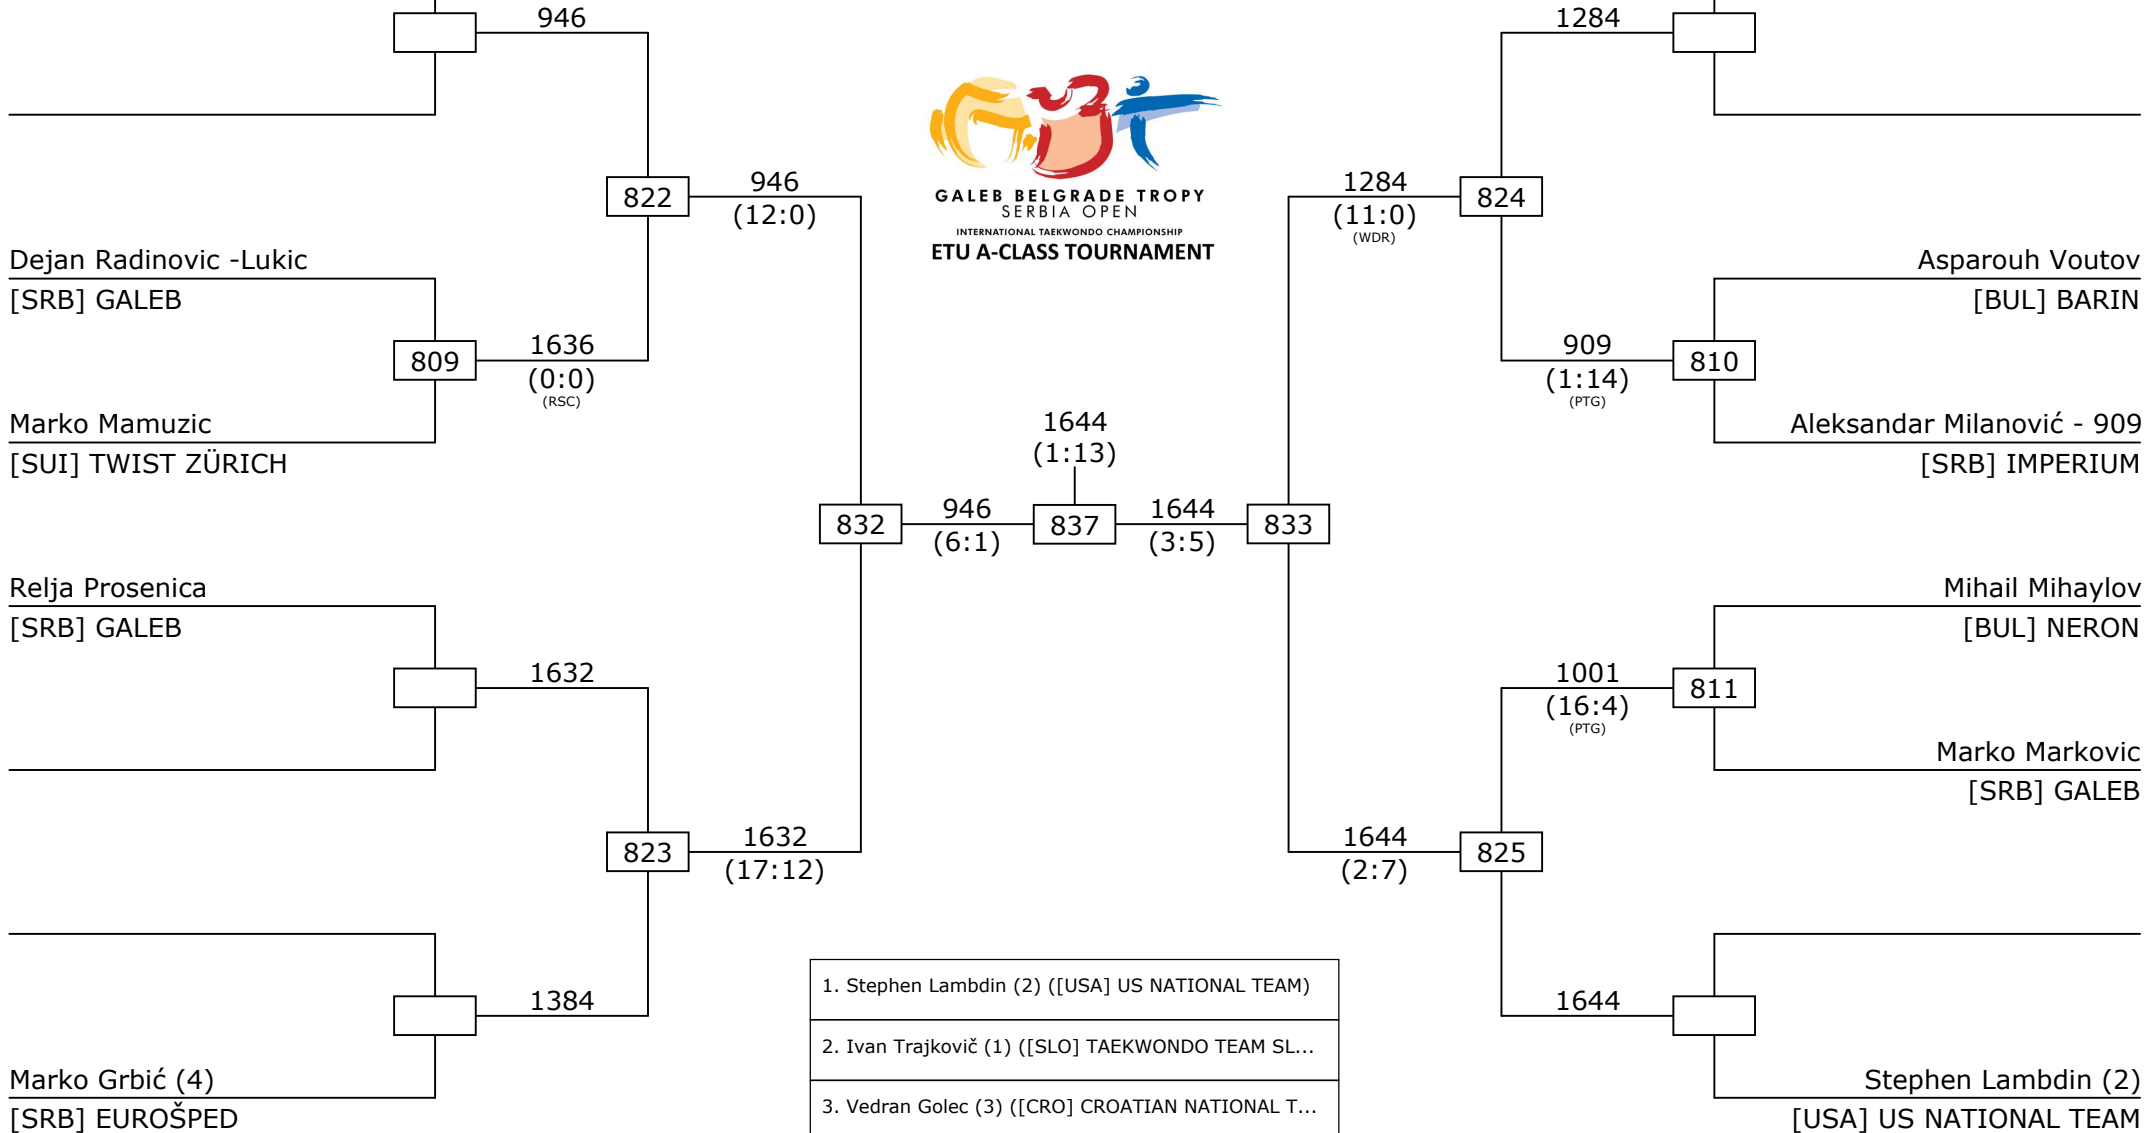 946
1284
GALEB BELGRADE TROPY
SERBIA OPEN
INTERNATIONAL TAEKWONDO CHAMPIONSHIP
ETU A-CLASS TOURNAMENT
822
946
(12:0)
1284
(11:0)
(WDR)
824
Dejan Radinovic -Lukic
[SRB] GALEB
Asparouh Voutov
[BUL] BARIN
809
1636
(0:0)
(RSC)
909
(1:14)
(PTG)
810
Marko Mamuzic
[SUI] TWIST ZÜRICH
1644
(1:13)
Aleksandar Milanović - 909
[SRB] IMPERIUM
832
946
(6:1)
837
1644
(3:5)
833
Relja Prosenica
[SRB] GALEB
Mihail Mihaylov
[BUL] NERON
1632
1001
(16:4)
(PTG)
811
Marko Markovic
[SRB] GALEB
823
1632
(17:12)
1644
(2:7)
825
1384
1644
1. Stephen Lambdin (2) ([USA] US NATIONAL TEAM)
2. Ivan Trajkovič (1) ([SLO] TAEKWONDO TEAM SL...
3. Vedran Golec (3) ([CRO] CROATIAN NATIONAL T...
Marko Grbić (4)
[SRB] EUROŠPED
Stephen Lambdin (2)
[USA] US NATIONAL TEAM